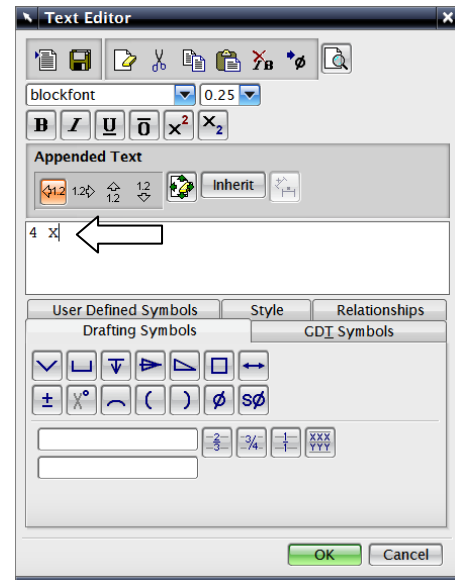 Text Editor
blockfont 0.25
B I U O x² x₂
Appended Text
1.2 1.2 1.2 1.2 Inherit
4 X
User Defined Symbols Style Relationships
Drafting Symbols GDT Symbols
± X° ( ) Ø SØ
2/3 3/4 1/1 XXX YYY
OK Cancel